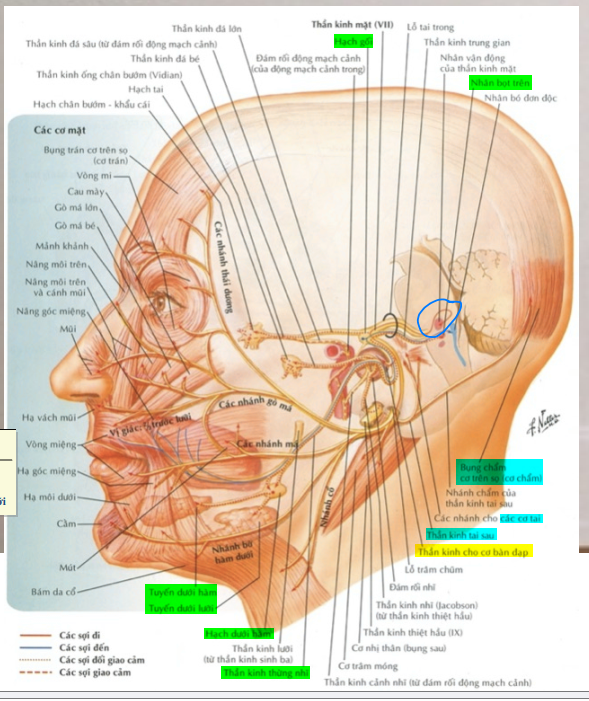 Thần kinh đá lớn
Thần kinh đá sâu (từ đám rối động mạch cảnh)
Thần kinh đá bé
Thần kinh ống chân bướm (Vidian)
Hạch tai
Hạch chân bướm - khẩu cái
Thần kinh mặt (VII)
Hạch gối
Đám rối động mạch cảnh
(của động mạch cảnh trong)
Lỗ tai trong
Thần kinh trung gian
Nhân vận động
của thần kinh mặt
Nhân bọt trên
Nhân bó đơn độc
Các cơ mặt
Bụng trán cơ trên sọ
(cơ trán)
Vòng mi
Cau mày
Gò má lớn
Gò má bé
Mảnh khảnh
Nâng môi trên
Nâng môi trên
và cánh mũi
Nâng góc miệng
Mũi
Hạ vách mũi
Vòng miệng
Hạ góc miệng
Hạ môi dưới
Cằm
Mút
Bám da cổ
Các nhánh thái dương
Các nhánh gò má
Vị giác: ⅔ trước lưỡi
Các nhánh má
Nhánh bờ
hàm dưới
Nhánh cổ
F. Netter
Bụng chẩm
cơ trên sọ (cơ chẩm)
Nhánh chẩm của
thần kinh tai sau
Các nhánh cho các cơ tai
Thần kinh tai sau
Thần kinh cho cơ bàn đạp
Lỗ trâm chũm
Đám rối nhĩ
Thần kinh nhĩ (Jacobson)
(từ thần kinh thiệt hầu)
Thần kinh thiệt hầu (IX)
Cơ nhị thân (bụng sau)
Cơ trâm móng
Thần kinh cảnh nhĩ (từ đám rối động mạch cảnh)
Tuyến dưới hàm
Tuyến dưới lưỡi
Hạch dưới hàm
Thần kinh lưỡi
(từ thần kinh sinh ba)
Thần kinh thừng nhĩ
Các sợi đi
Các sợi đến
Các sợi đối giao cảm
Các sợi giao cảm